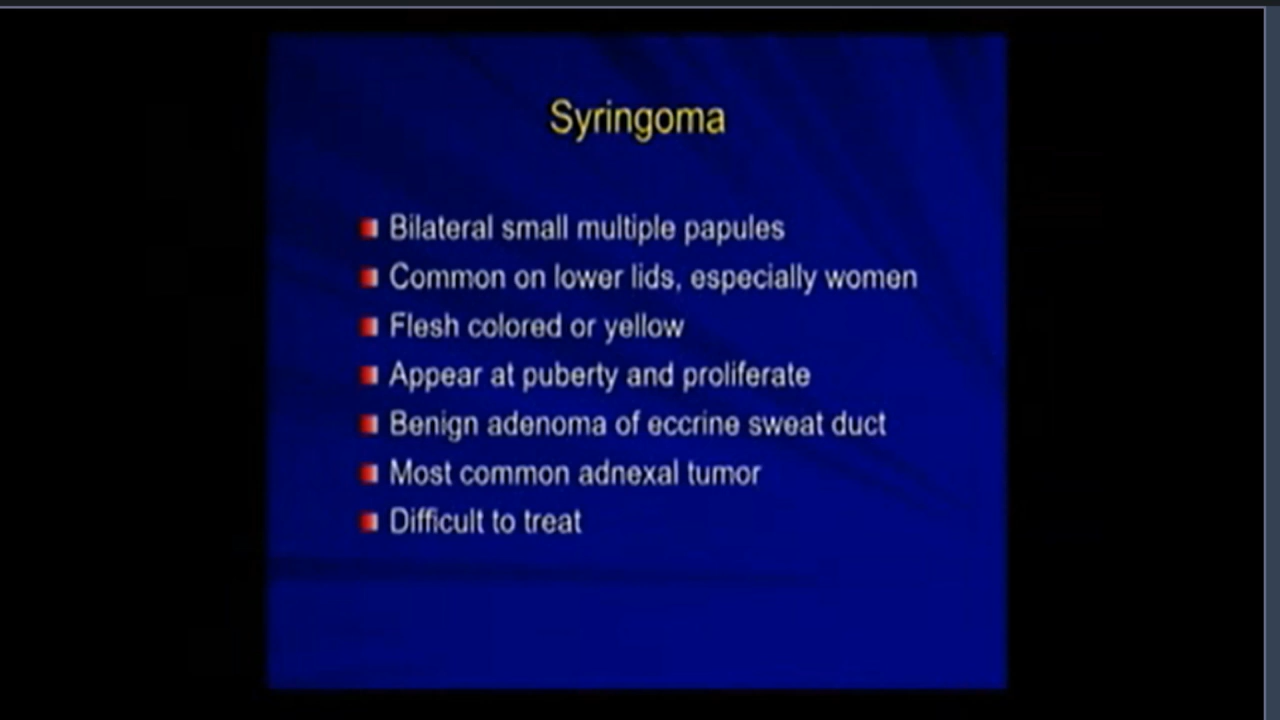 Syringoma
Bilateral small multiple papules
Common on lower lids, especially women
Flesh colored or yellow
Appear at puberty and proliferate
Benign adenoma of eccrine sweat duct
Most common adnexal tumor
Difficult to treat